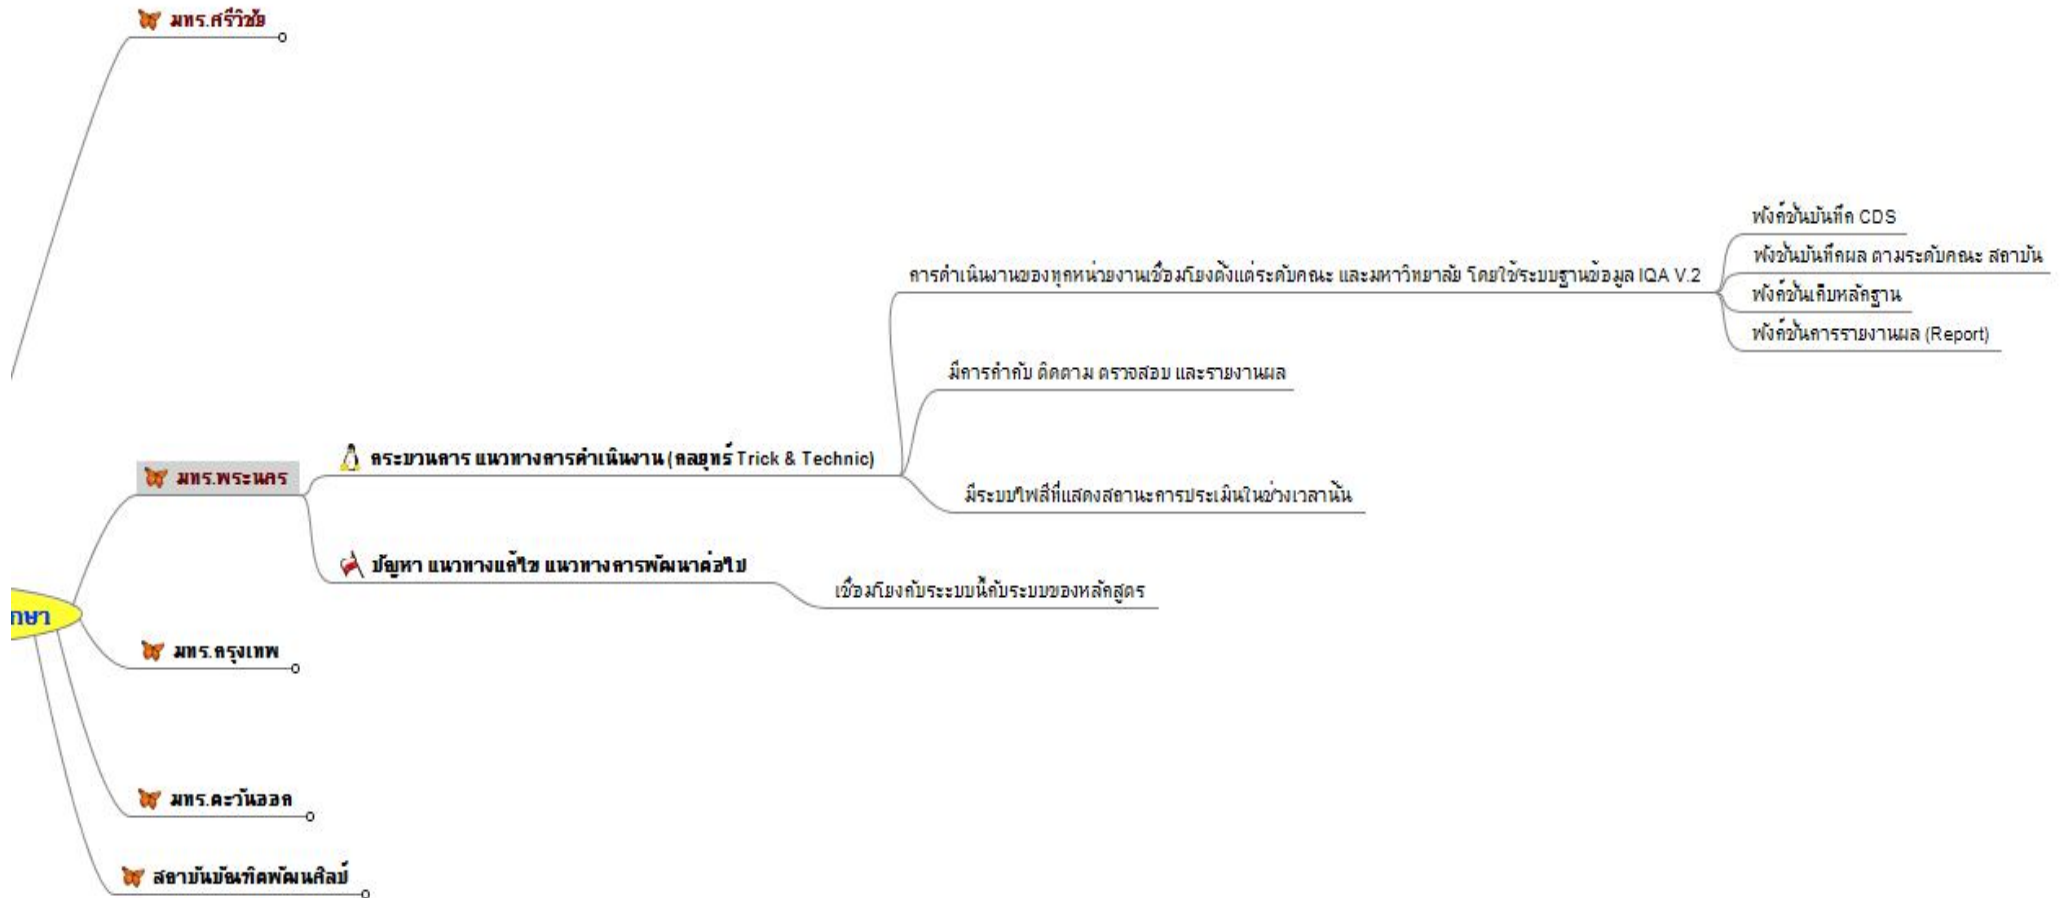 มทร.ศรีวิชัย
ฟังก์ชันบันทึก CDS
ฟังชันบันทึกผล ตามระดับคณะ สถาบัน
การดำเนินงานของทุกหน่วยงานเชื่อมโยงตั้งแต่ระดับคณะ และมหาวิทยาลัย โดยใช้ระบบฐานข้อมูล IQA V.2
ฟังก์ชันเก็บหลักฐาน
ฟังก์ชันการรายงานผล (Report)
มีการกำกับ ติดตาม ตรวจสอบ และรายงานผล
กระบวนการ แนวทางการดำเนินงาน (กลยุทธ์ Trick & Technic)
มทร.พระนคร
มีระบบไฟสีที่แสดงสถานะการประเมินในช่วงเวลานั้น
ปัญหา แนวทางแก้ไข แนวทางการพัฒนาต่อไป
เชื่อมโยงกับระะบบนี้กับระบบของหลักสูตร
กษา
มทร.กรุงเทพ
มทร.ตะวันออก
สถาบันบัณฑิตพัฒนศิลป์